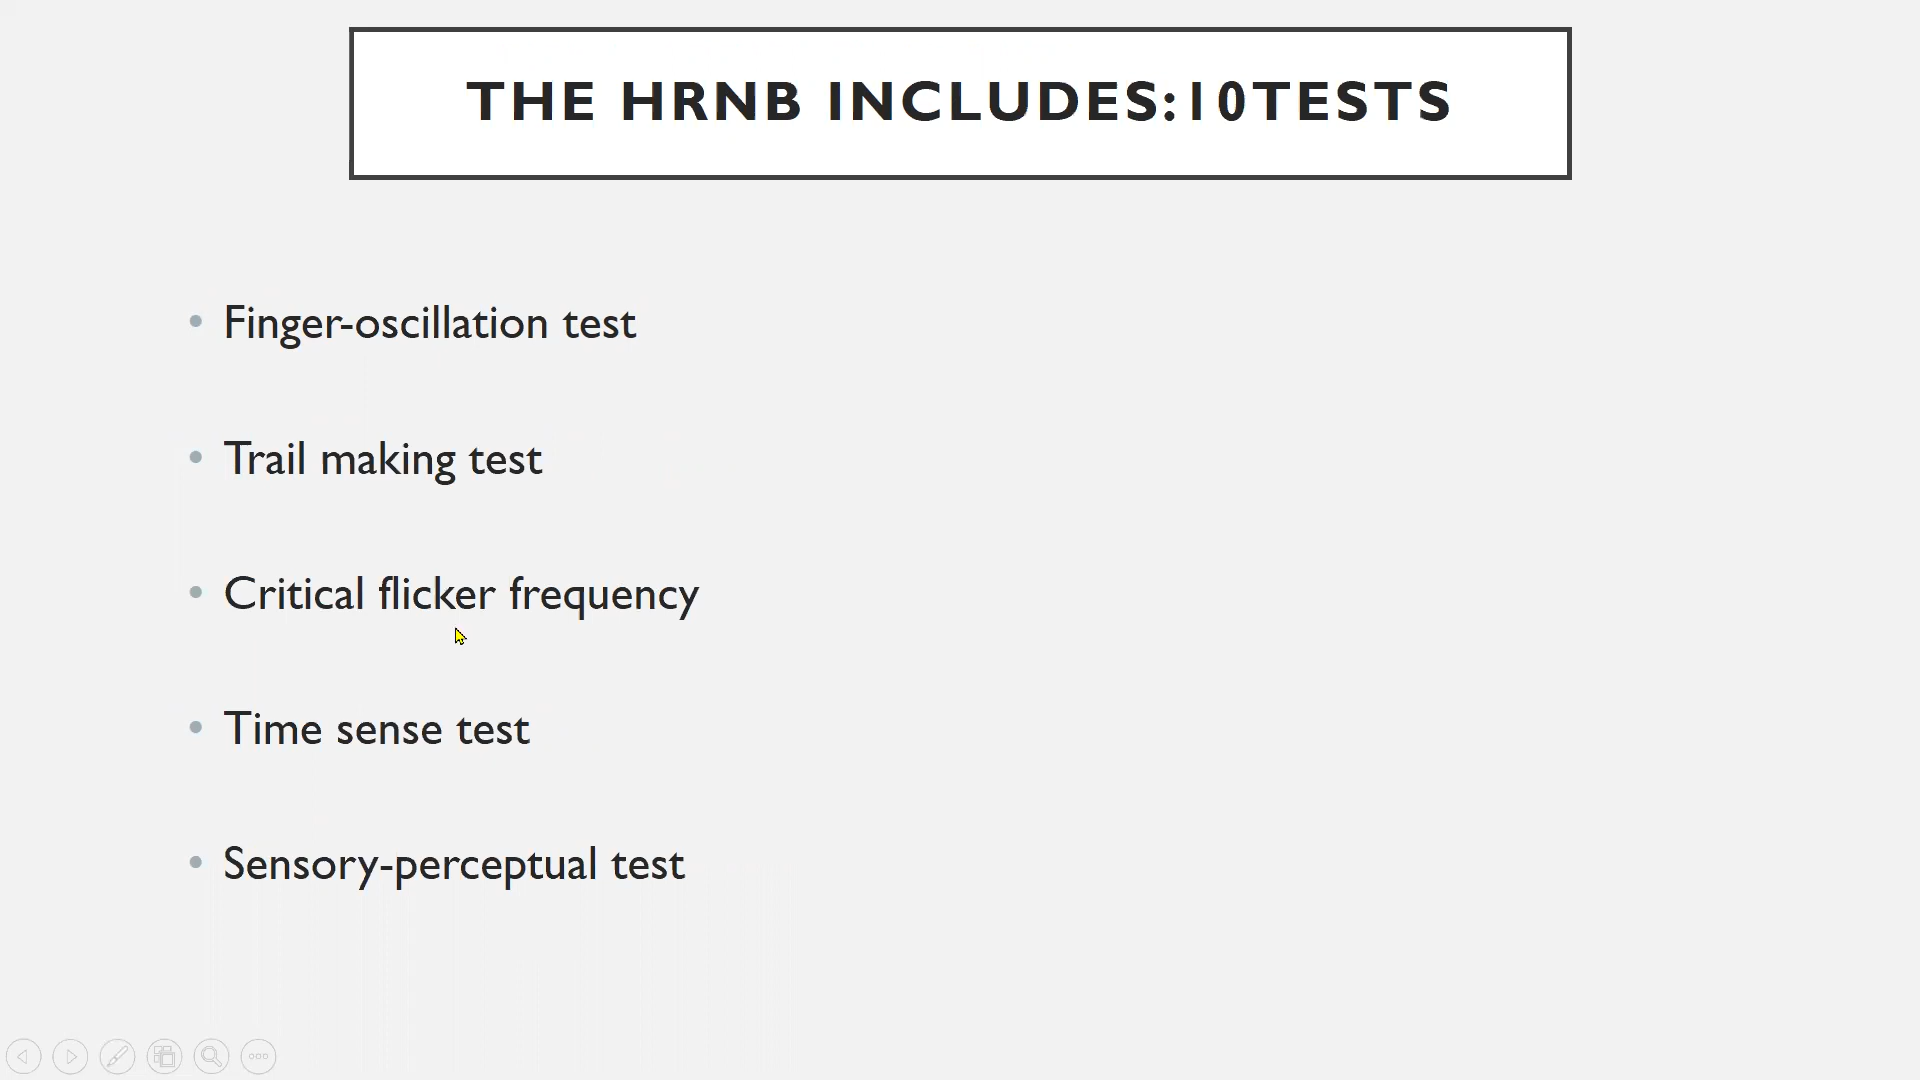 THE HRNB INCLUDES:10TESTS
• Finger-oscillation test
• Trail making test
• Critical flicker frequency
• Time sense test
• Sensory-perceptual test